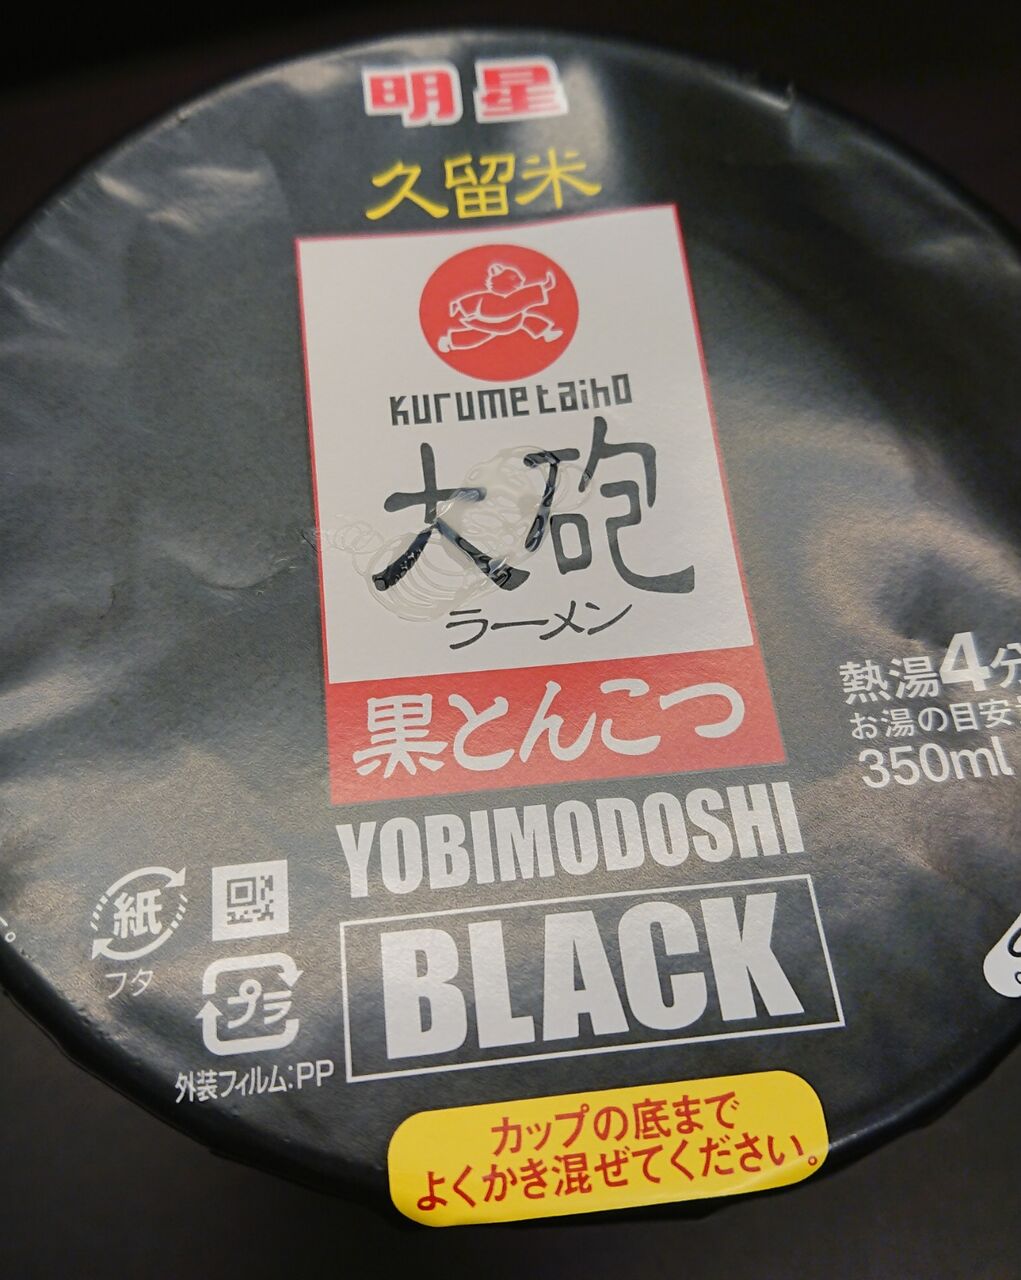 明星
久留米
Kurume taiho
大砲
ラーメン
黒とんこつ
熱湯4分
お湯の目安
350ml
YOBIMODOSHI
BLACK
紙
フタ
プラ
外装フィルム:PP
カップの底まで
よくかき混ぜてください。